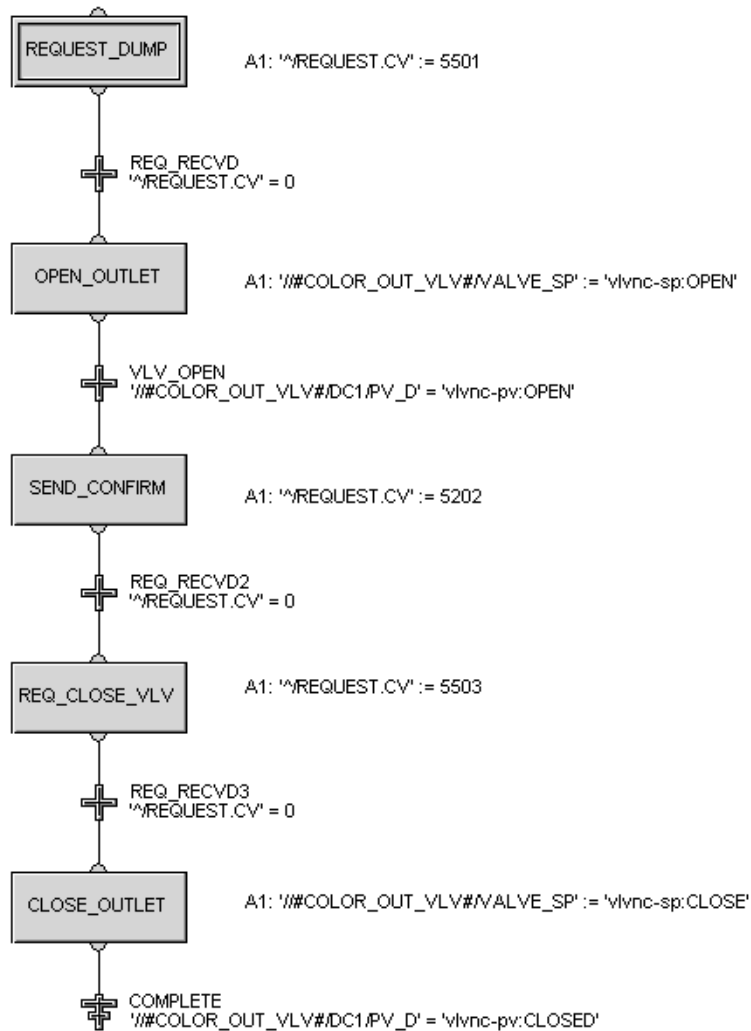 REQUEST_DUMP
A1: '^/REQUEST.CV' := 5501
REQ_RECVD
'^/REQUEST.CV' = 0
OPEN_OUTLET
A1: '//#COLOR_OUT_VLV#/VALVE_SP' := 'vlvnc-sp:OPEN'
VLV_OPEN
'//#COLOR_OUT_VLV#/DC1/PV_D' = 'vlvnc-pv:OPEN'
SEND_CONFIRM
A1: '^/REQUEST.CV' := 5202
REQ_RECVD2
'^/REQUEST.CV' = 0
REQ_CLOSE_VLV
A1: '^/REQUEST.CV' := 5503
REQ_RECVD3
'^/REQUEST.CV' = 0
CLOSE_OUTLET
A1: '//#COLOR_OUT_VLV#/VALVE_SP' := 'vlvnc-sp:CLOSE'
COMPLETE
'//#COLOR_OUT_VLV#/DC1/PV_D' = 'vlvnc-pv:CLOSED'